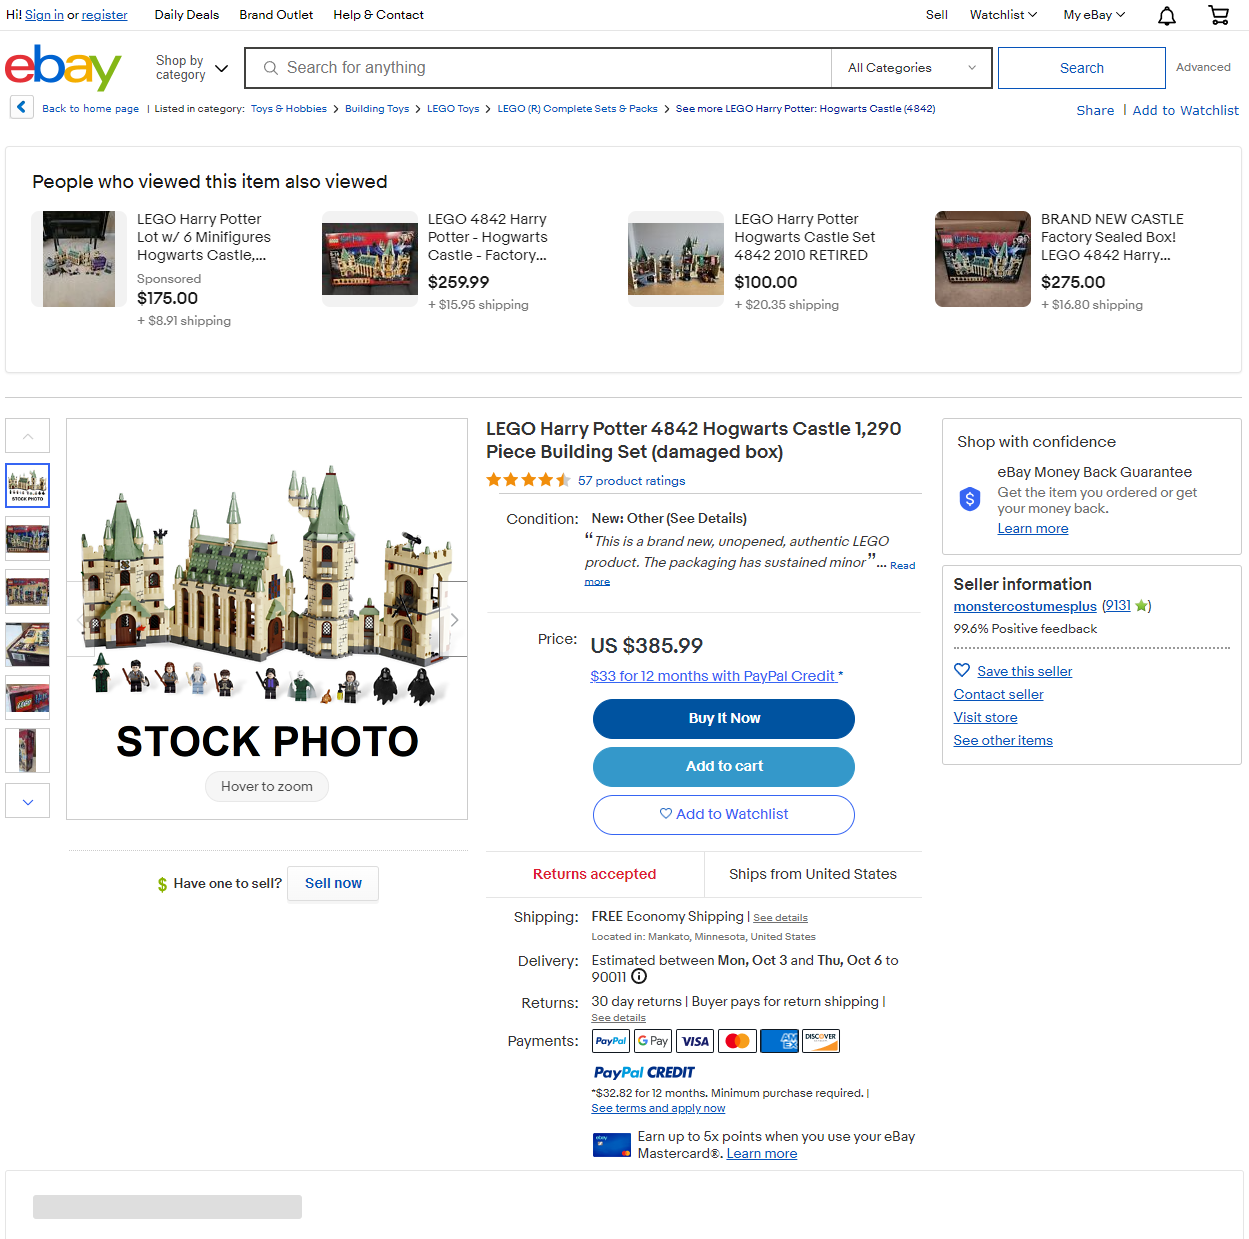 Hi! Sign in or register
Daily Deals
Brand Outlet
Help & Contact
Sell
Watchlist
My eBay
ebay
Shop by
category
Search for anything
All Categories
Search
Advanced
Back to home page | Listed in category: Toys & Hobbies > Building Toys > LEGO Toys > LEGO (R) Complete Sets & Packs > See more LEGO Harry Potter: Hogwarts Castle (4842)
Share | Add to Watchlist
People who viewed this item also viewed
LEGO Harry Potter
Lot w/ 6 Minifigures
Hogwarts Castle,...
Sponsored
$175.00
+ $8.91 shipping
LEGO 4842 Harry
Potter - Hogwarts
Castle - Factory...
$259.99
+ $15.95 shipping
LEGO Harry Potter
Hogwarts Castle Set
4842 2010 RETIRED
$100.00
+ $20.35 shipping
BRAND NEW CASTLE
Factory Sealed Box!
LEGO 4842 Harry...
$275.00
+ $16.80 shipping
STOCK PHOTO
STOCK PHOTO
Hover to zoom
$ Have one to sell?
Sell now
LEGO Harry Potter 4842 Hogwarts Castle 1,290
Piece Building Set (damaged box)
57 product ratings
Condition:
New: Other (See Details)
“This is a brand new, unopened, authentic LEGO
product. The packaging has sustained minor”... Read
more
Price:
US $385.99
$33 for 12 months with PayPal Credit *
Buy It Now
Add to cart
Add to Watchlist
Returns accepted
Ships from United States
Shipping:
FREE Economy Shipping | See details
Located in: Mankato, Minnesota, United States
Delivery:
Estimated between Mon, Oct 3 and Thu, Oct 6 to
90011
Returns:
30 day returns | Buyer pays for return shipping |
See details
Payments:
PayPal
G Pay
VISA
AMEX
DISCOVER
PayPal CREDIT
*$32.82 for 12 months. Minimum purchase required. |
See terms and apply now
ebay
Earn up to 5x points when you use your eBay
Mastercard®. Learn more
Shop with confidence
eBay Money Back Guarantee
$
Get the item you ordered or get
your money back.
Learn more
Seller information
monstercostumesplus (9131)
99.6% Positive feedback
Save this seller
Contact seller
Visit store
See other items